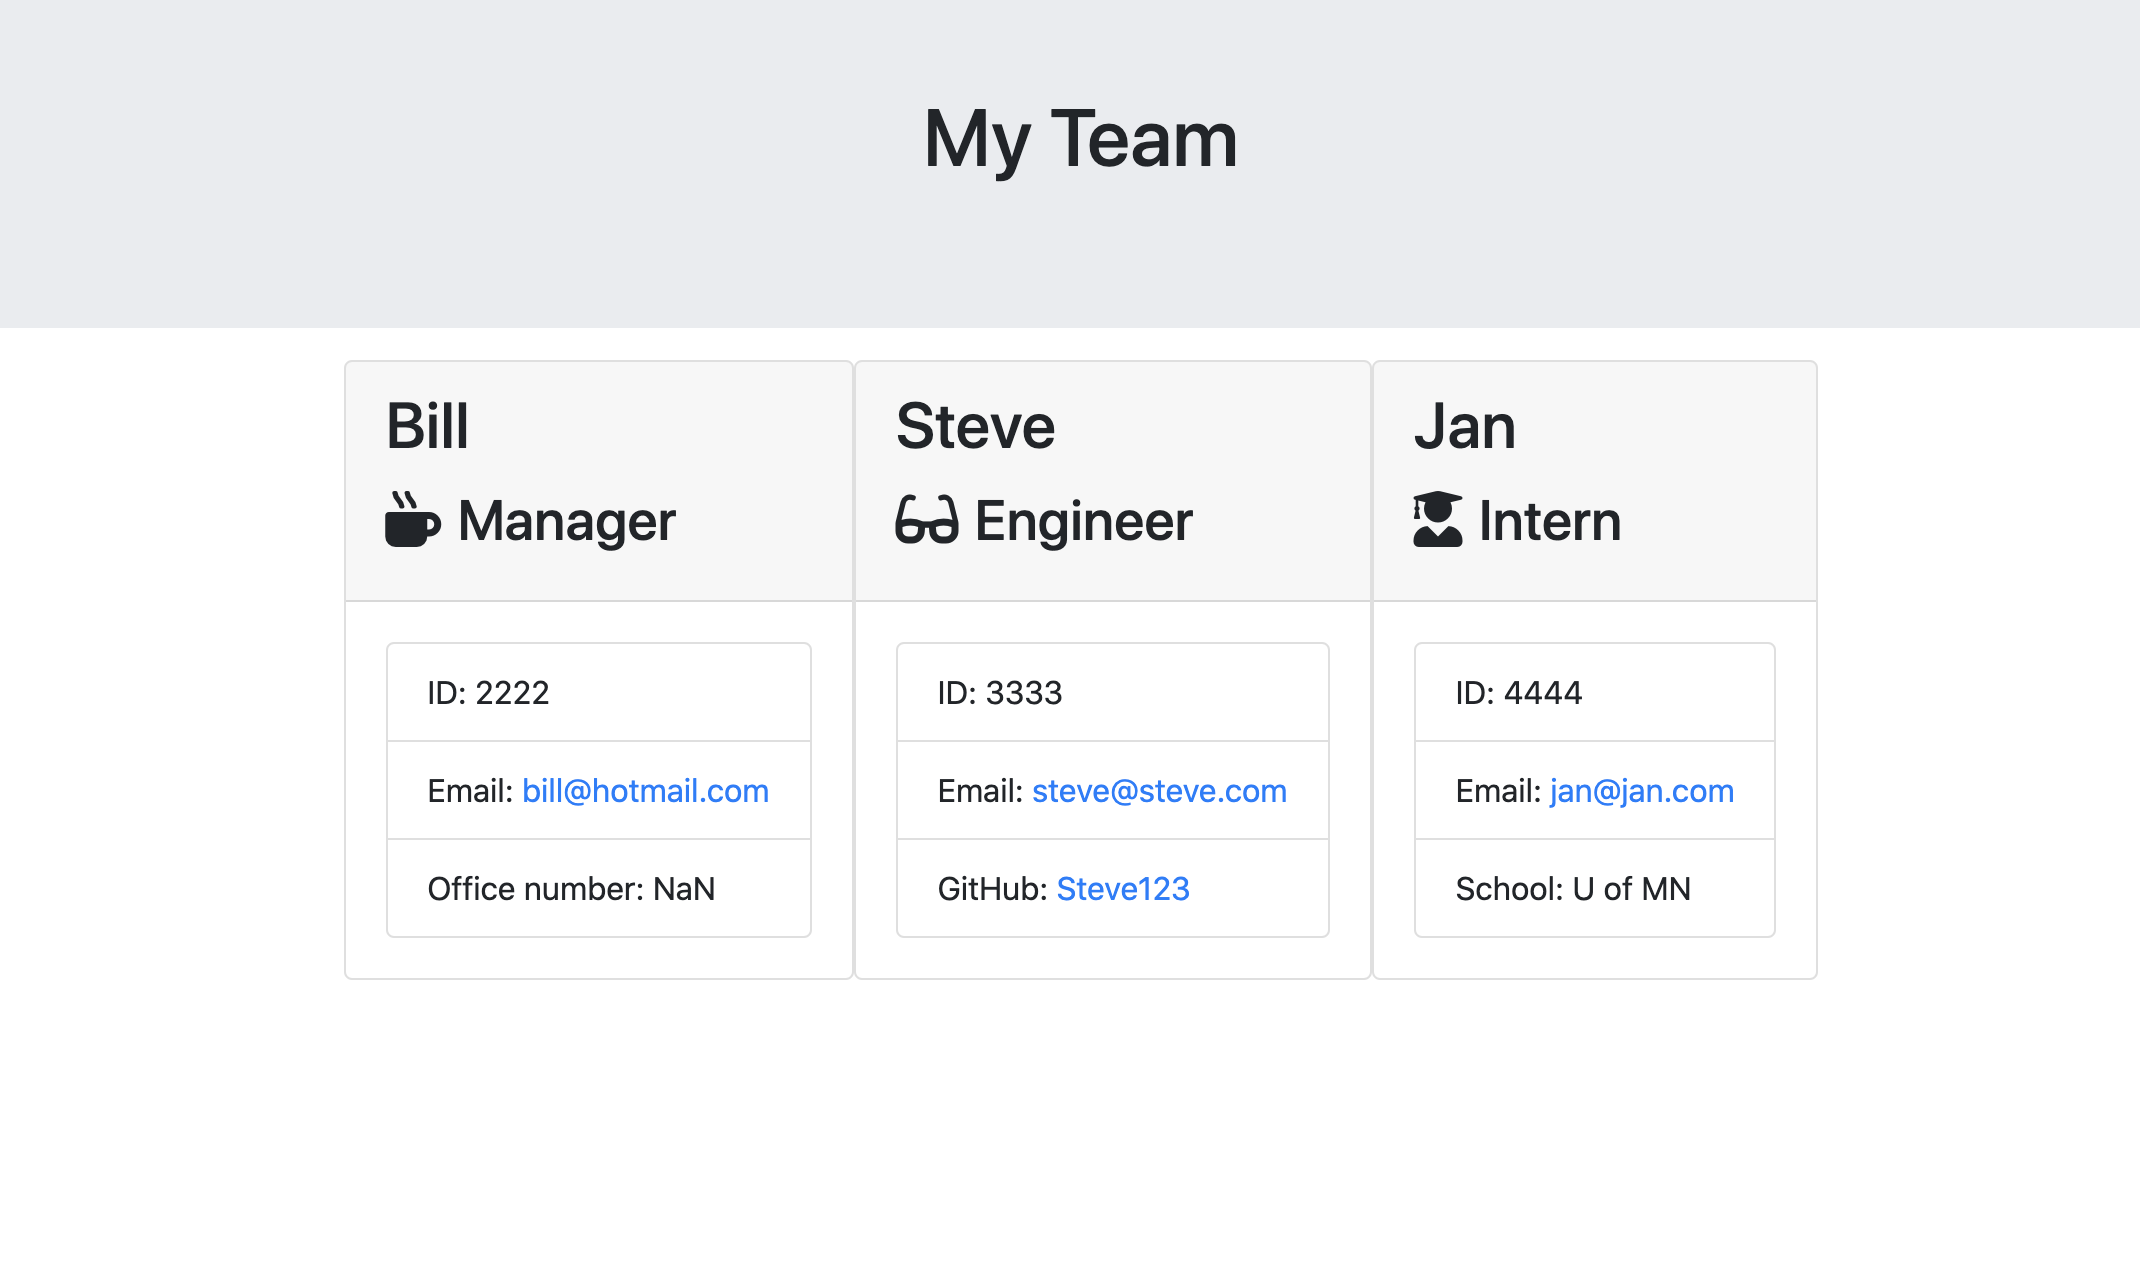 My Team
Bill
Manager
ID: 2222
Email: bill@hotmail.com
Office number: NaN
Steve
Engineer
ID: 3333
Email: steve@steve.com
GitHub: Steve123
Jan
Intern
ID: 4444
Email: jan@jan.com
School: U of MN